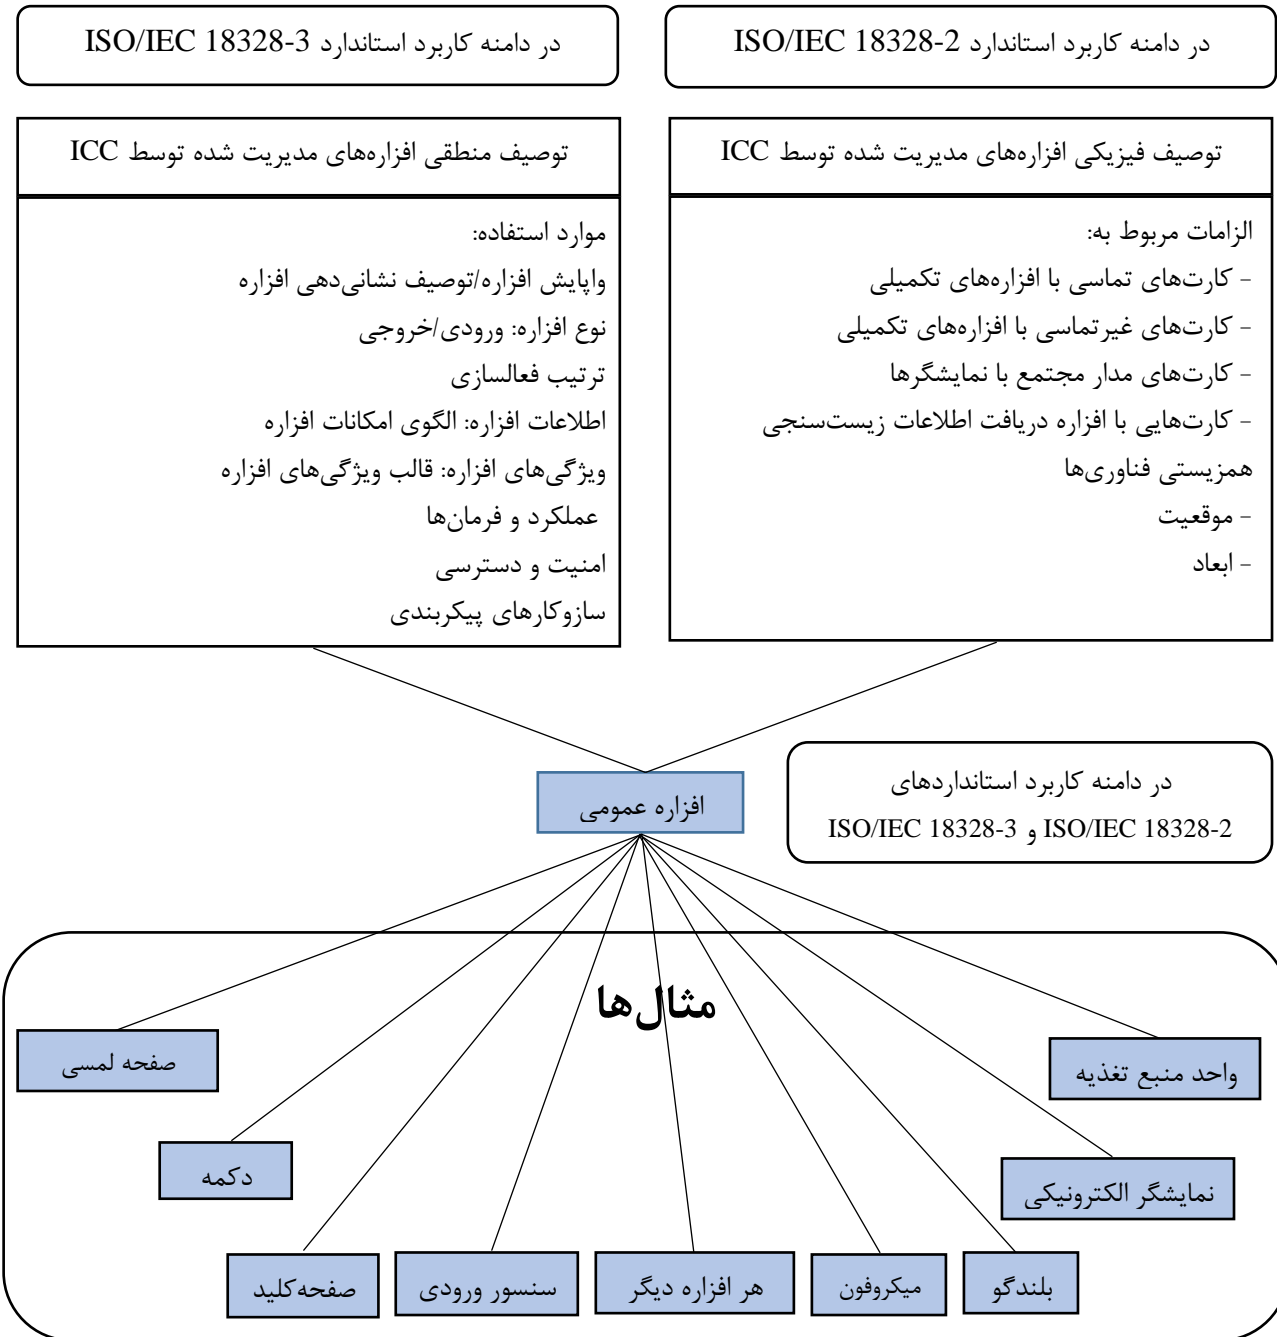 در دامنه کاربرد استاندارد ISO/IEC 18328-2
در دامنه کاربرد استاندارد ISO/IEC 18328-3
توصیف فیزیکی افزاره‌های مدیریت شده توسط ICC
الزامات مربوط به:
- کارت‌های تماسی با افزاره‌های تکمیلی
- کارت‌های غیرتماسی با افزاره‌های تکمیلی
- کارت‌های مدار مجتمع با نمایشگرها
- کارت‌هایی با افزاره دریافت اطلاعات زیست‌سنجی
همزیستی فناوری‌ها
- موقعیت
- ابعاد
توصیف منطقی افزاره‌های مدیریت شده توسط ICC
موارد استفاده:
واپایش افزاره/توصیف نشانی‌دهی افزاره
نوع افزاره: ورودی/خروجی
ترتیب فعالسازی
اطلاعات افزاره: الگوی امکانات افزاره
ویژگی‌های افزاره: قالب ویژگی‌های افزاره
عملکرد و فرمان‌ها
امنیت و دسترسی
سازوکارهای پیکربندی
در دامنه کاربرد استانداردهای
ISO/IEC 18328-2 و ISO/IEC 18328-3
افزاره عمومی
مثال‌ها
واحد منبع تغذیه
صفحه لمسی
نمایشگر الکترونیکی
دکمه
بلندگو
میکروفون
هر افزاره دیگر
سنسور ورودی
صفحه‌کلید